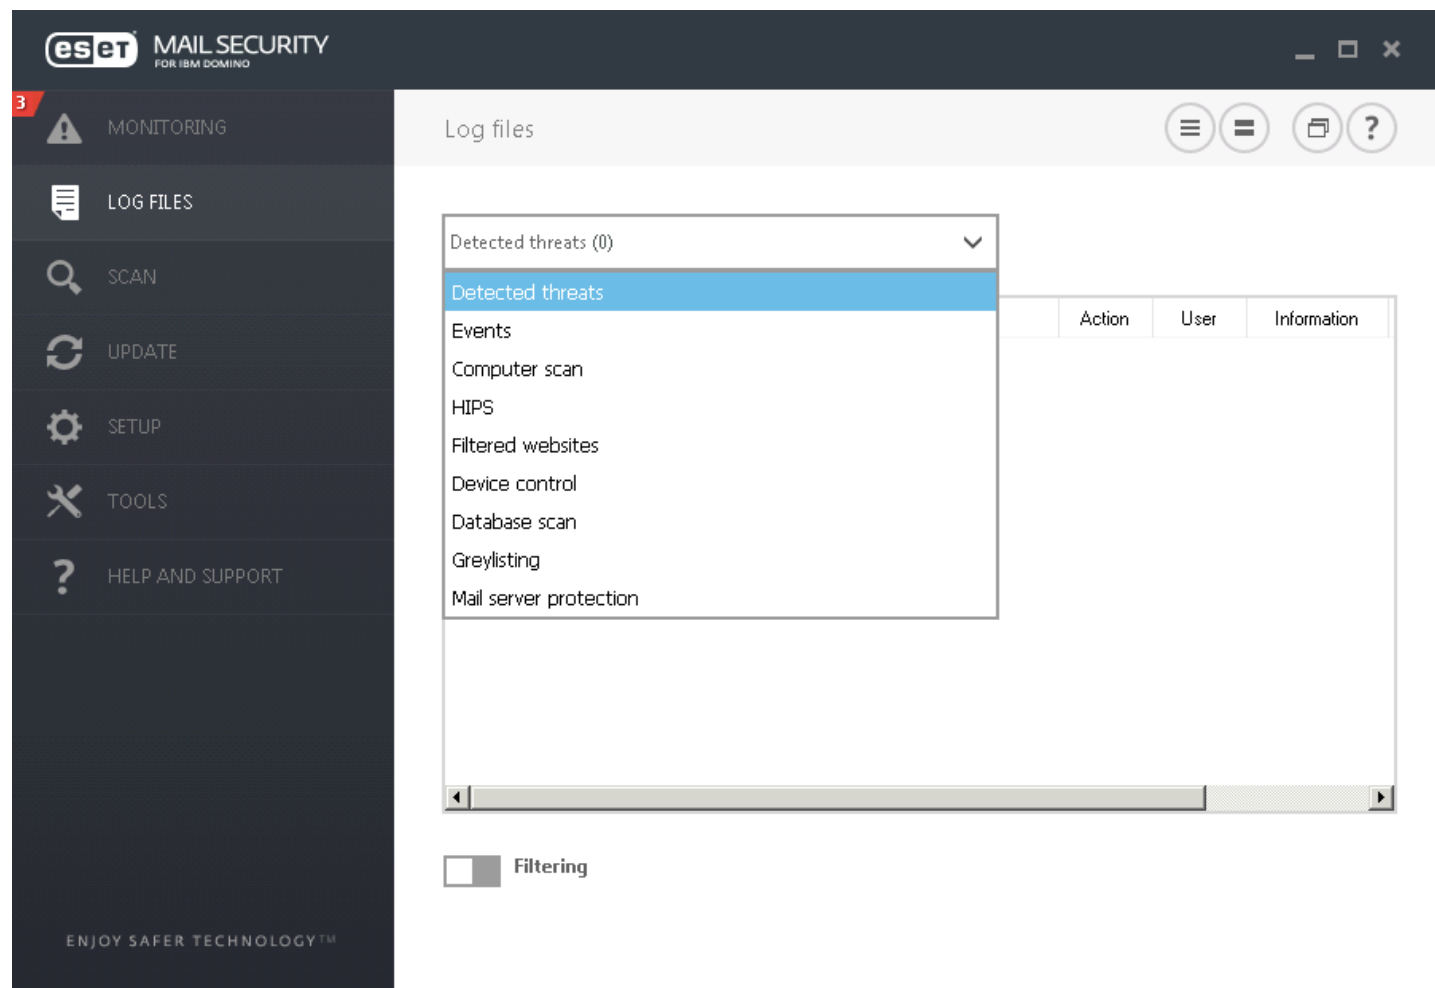 eset MAIL SECURITY
FOR IBM DOMINO
3
MONITORING
LOG FILES
SCAN
UPDATE
SETUP
TOOLS
? HELP AND SUPPORT
ENJOY SAFER TECHNOLOGY™
Log files
?
Detected threats (0)
Detected threats
Events
Computer scan
HIPS
Filtered websites
Device control
Database scan
Greylisting
Mail server protection
Action User Information
Filtering